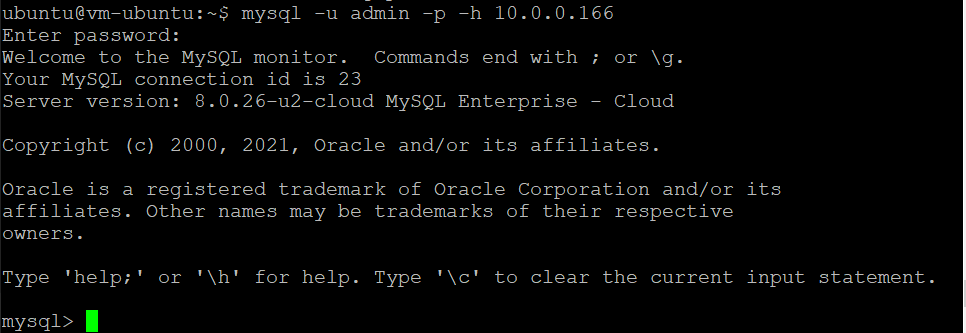 ubuntu@vm-ubuntu:~$ mysql -u admin -p -h 10.0.0.166
Enter password:
Welcome to the MySQL monitor.  Commands end with ; or \g.
Your MySQL connection id is 23
Server version: 8.0.26-u2-cloud MySQL Enterprise - Cloud

Copyright (c) 2000, 2021, Oracle and/or its affiliates.

Oracle is a registered trademark of Oracle Corporation and/or its
affiliates. Other names may be trademarks of their respective
owners.

Type 'help;' or '\h' for help. Type '\c' to clear the current input statement.

mysql>